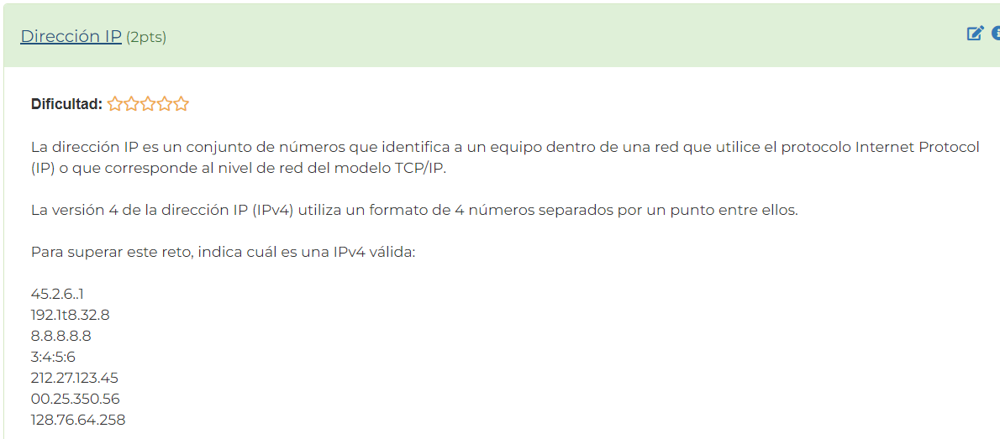 Dirección IP (2pts)
Dificultad:
La dirección IP es un conjunto de números que identifica a un equipo dentro de una red que utilice el protocolo Internet Protocol
(IP) o que corresponde al nivel de red del modelo TCP/IP.
La versión 4 de la dirección IP (IPv4) utiliza un formato de 4 números separados por un punto entre ellos.
Para superar este reto, indica cuál es una IPv4 válida:
45.2.6..1
192.1t8.32.8
8.8.8.8.8
3:4:5:6
212.27.123.45
00.25.350.56
128.76.64.258